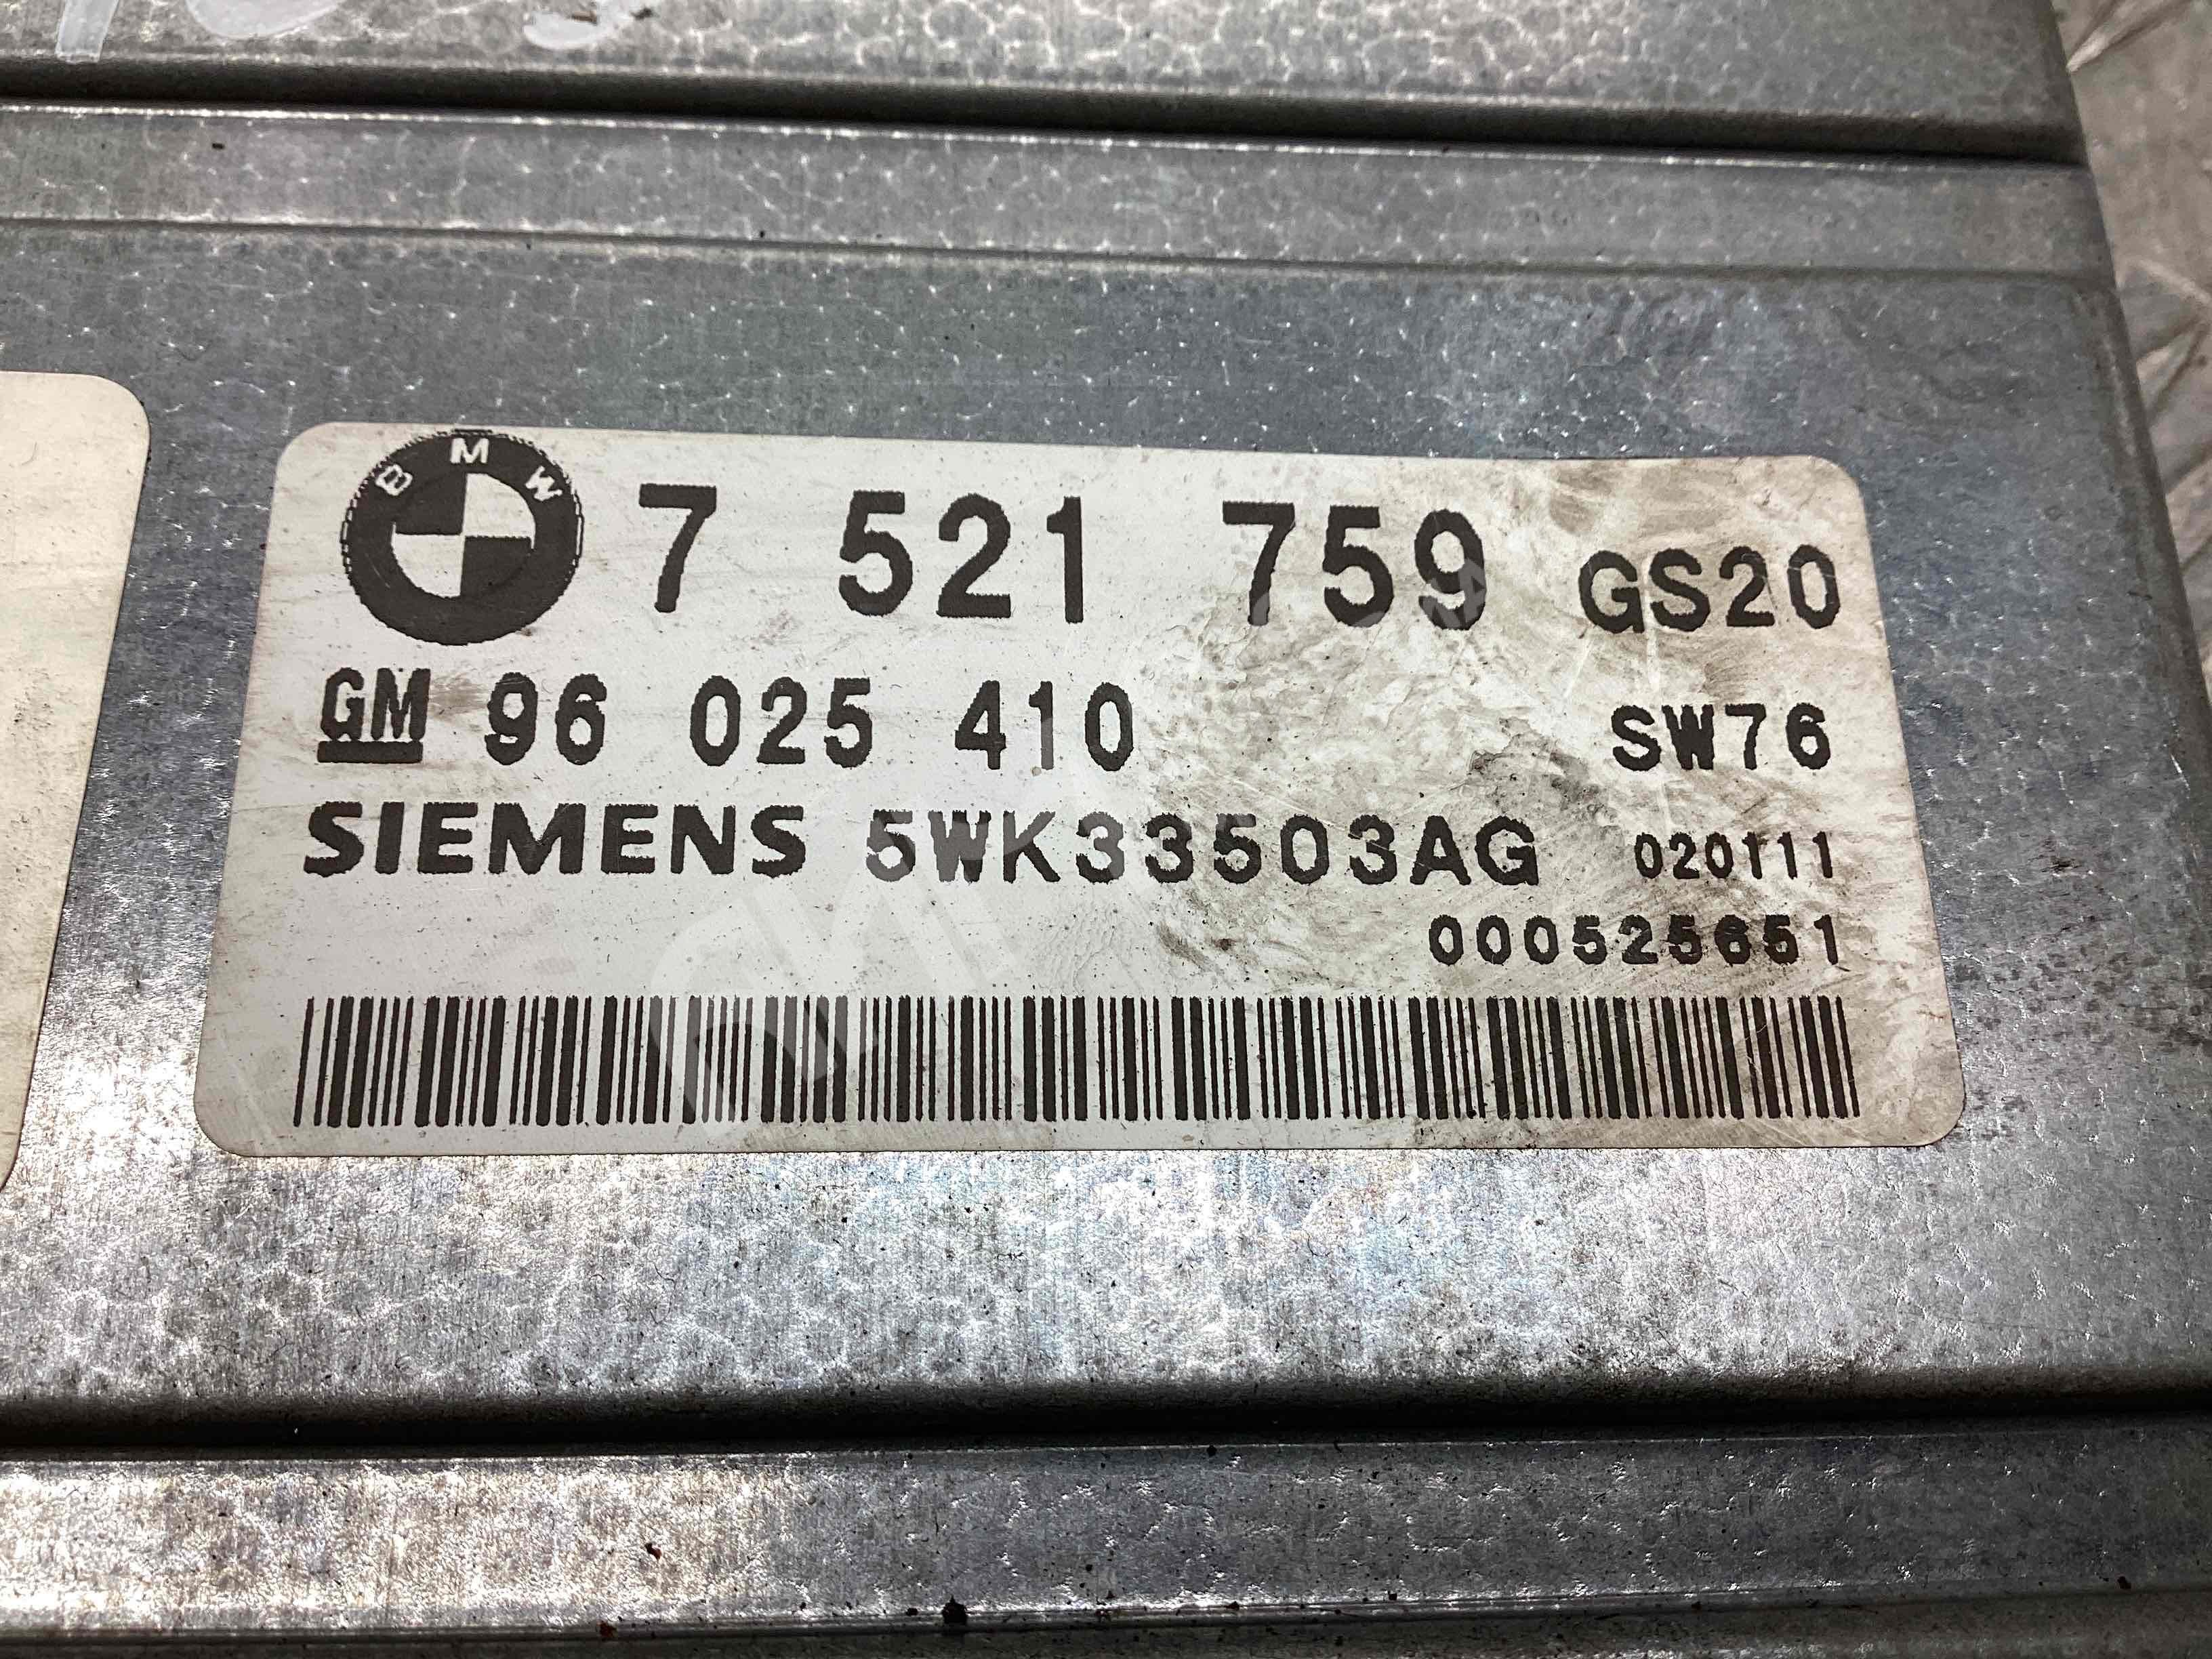 BMW 7 521 759 GS20
GM 96 025 410 SW76
SIEMENS 5WK33503AG 020111
000525651